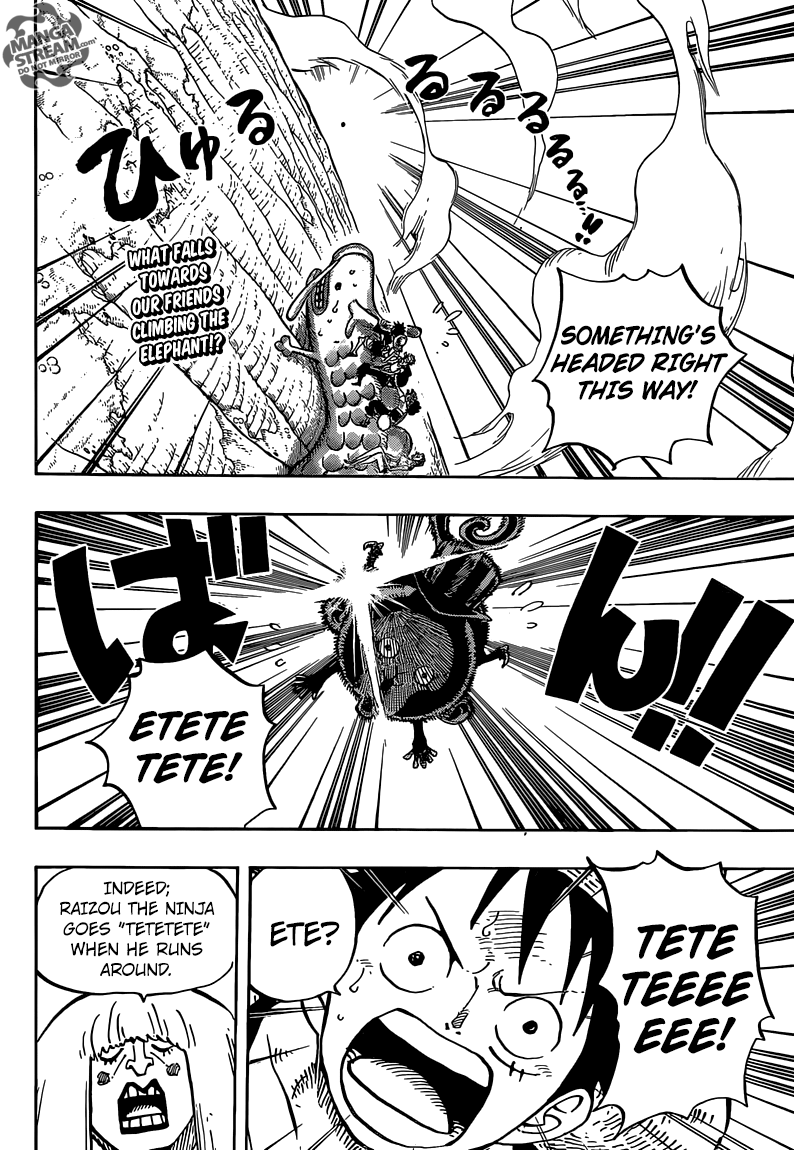 MANGA
STREAM.com
DO NOT MIRROR
ひゅるるるるる…!!
WHAT FALLS
TOWARDS
OUR FRIENDS
CLIMBING THE
ELEPHANT!?
SOMETHING'S
HEADED RIGHT
THIS WAY!
ばん!!
ETETE
TETE!
TETE
TEEEE
EEE!
ETE?
INDEED;
RAIZOU THE NINJA
GOES "TETETETE"
WHEN HE RUNS
AROUND.